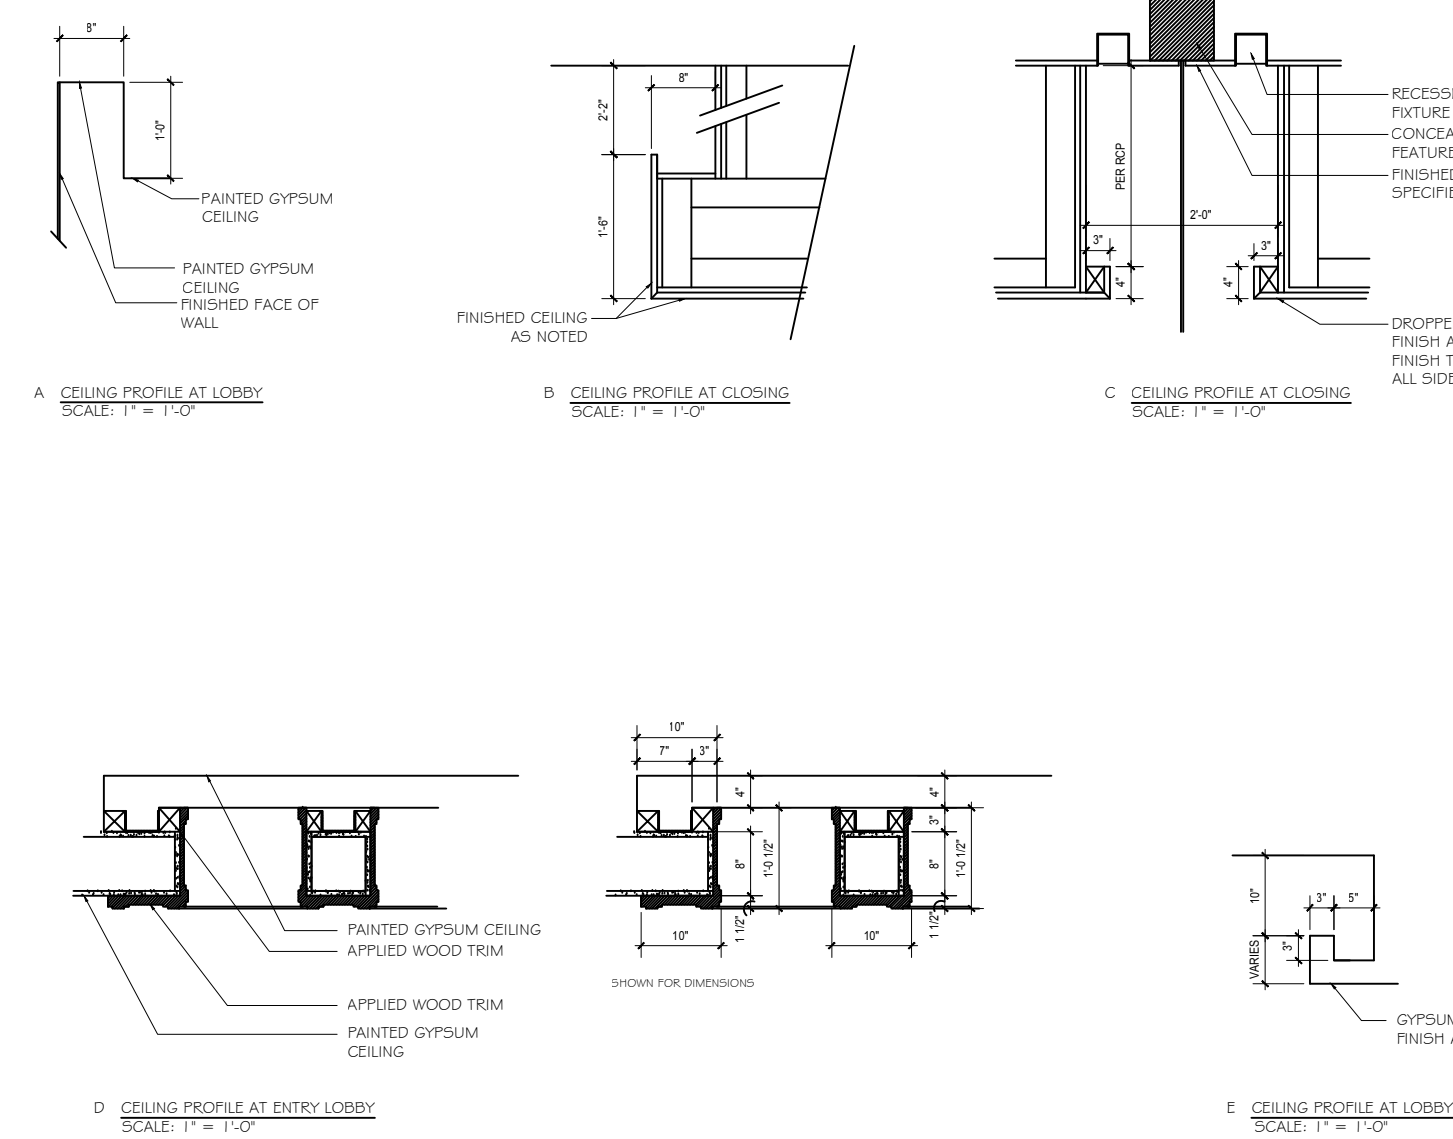 8"
1'-0"
PAINTED GYPSUM
CEILING
PAINTED GYPSUM
CEILING
FINISHED FACE OF
WALL
A CEILING PROFILE AT LOBBY
SCALE: 1" = 1'-0"
8"
2'-2"
1'-6"
FINISHED CEILING
AS NOTED
B CEILING PROFILE AT CLOSING
SCALE: 1" = 1'-0"
PER RCP
2'-0"
3"
3"
4"
4"
FIXTURE
FINISH
FINISH
C CEILING PROFILE AT CLOSING
SCALE: 1" = 1'-0"
PAINTED GYPSUM CEILING
APPLIED WOOD TRIM
APPLIED WOOD TRIM
PAINTED GYPSUM
CEILING
D CEILING PROFILE AT ENTRY LOBBY
SCALE: 1" = 1'-0"
10"
7" 3"
4"
8"
1'-0 1/2"
1 1/2"
10"
4"
3"
8"
1'-0 1/2"
1 1/2"
10"
SHOWN FOR DIMENSIONS
10"
3" 5"
3"
VARIES
GYPSUM
FINISH
E CEILING PROFILE AT LOBBY
SCALE: 1" = 1'-0"